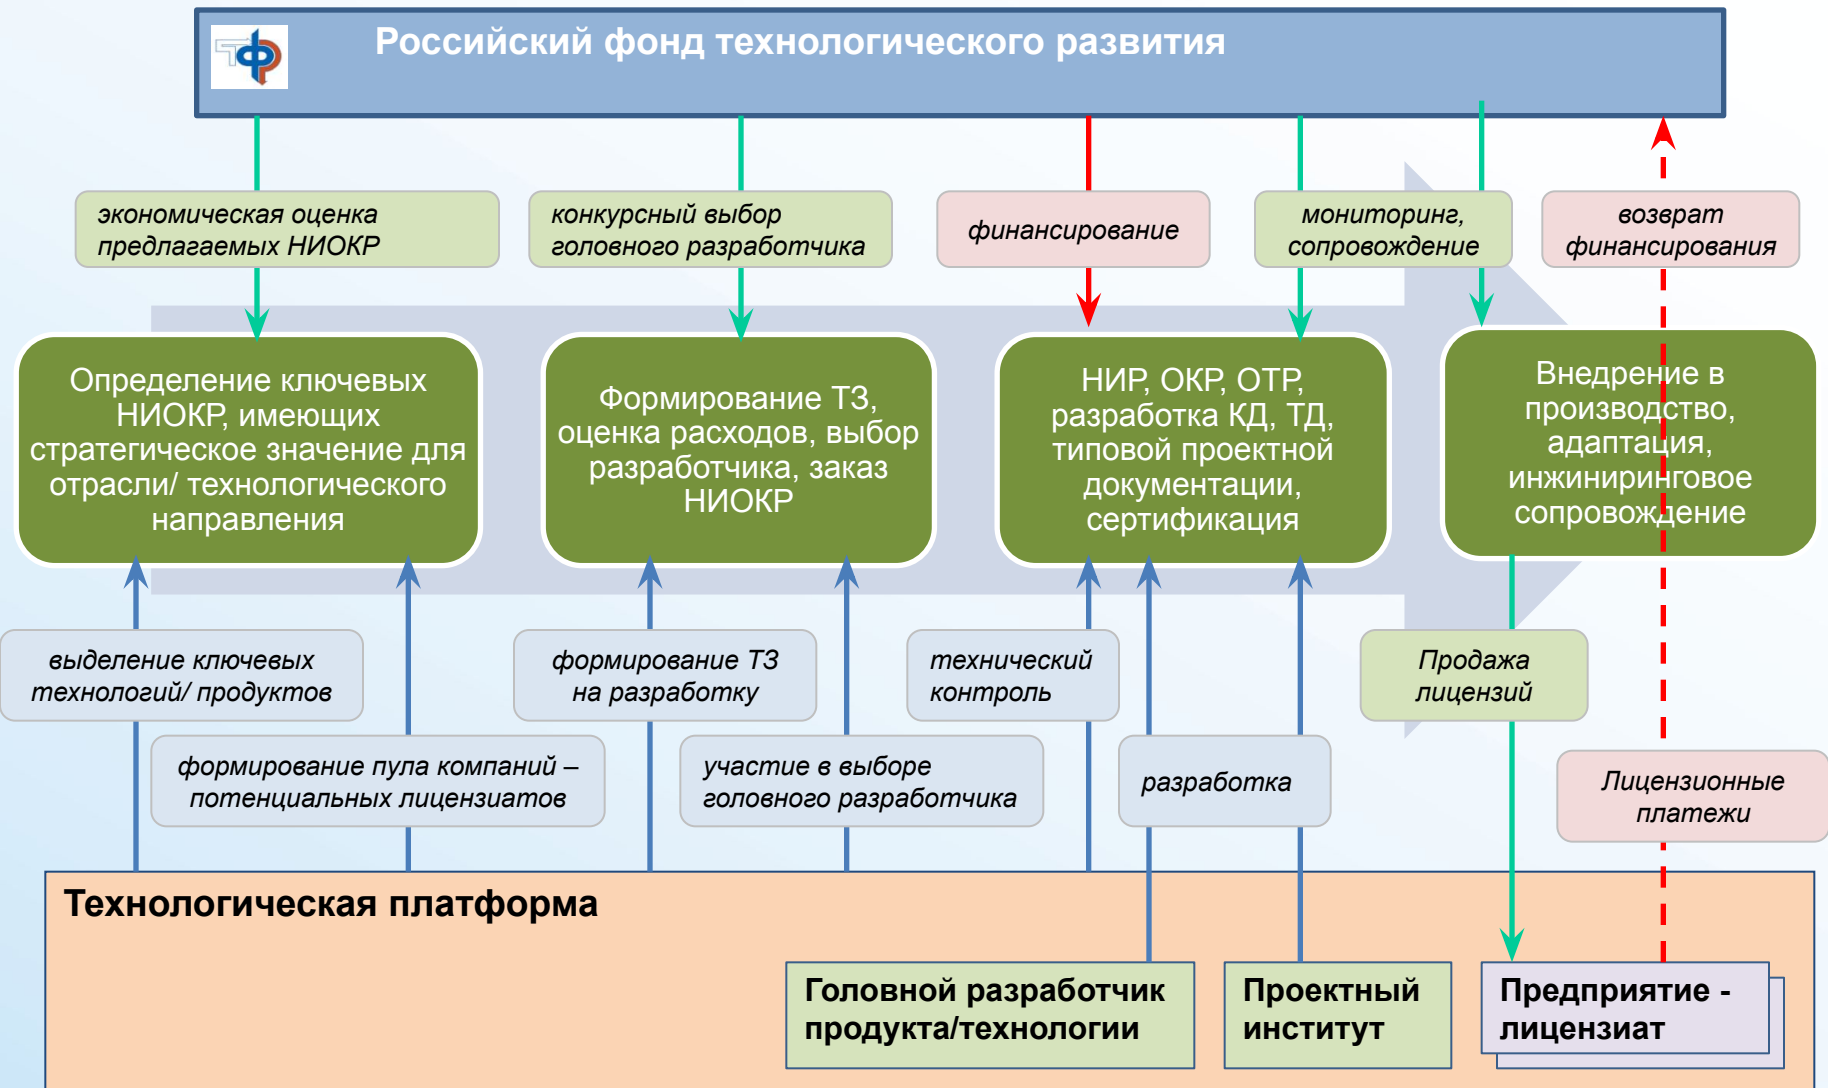 Российский фонд технологического развития
ТФР
экономическая оценка
предлагаемых НИОКР
конкурсный выбор
головного разработчика
финансирование
мониторинг,
сопровождение
возврат
финансирования
Определение ключевых
НИОКР, имеющих
стратегическое значение для
отрасли/ технологического
направления
Формирование ТЗ,
оценка расходов, выбор
разработчика, заказ
НИОКР
НИР, ОКР, ОТР,
разработка КД, ТД,
типовой проектной
документации,
сертификация
Внедрение в
производство,
адаптация,
инжиниринговое
сопровождение
выделение ключевых
технологий/ продуктов
формирование ТЗ
на разработку
технический
контроль
Продажа
лицензий
формирование пула компаний –
потенциальных лицензиатов
участие в выборе
головного разработчика
разработка
Лицензионные
платежи
Технологическая платформа
Головной разработчик
продукта/технологии
Проектный
институт
Предприятие -
лицензиат